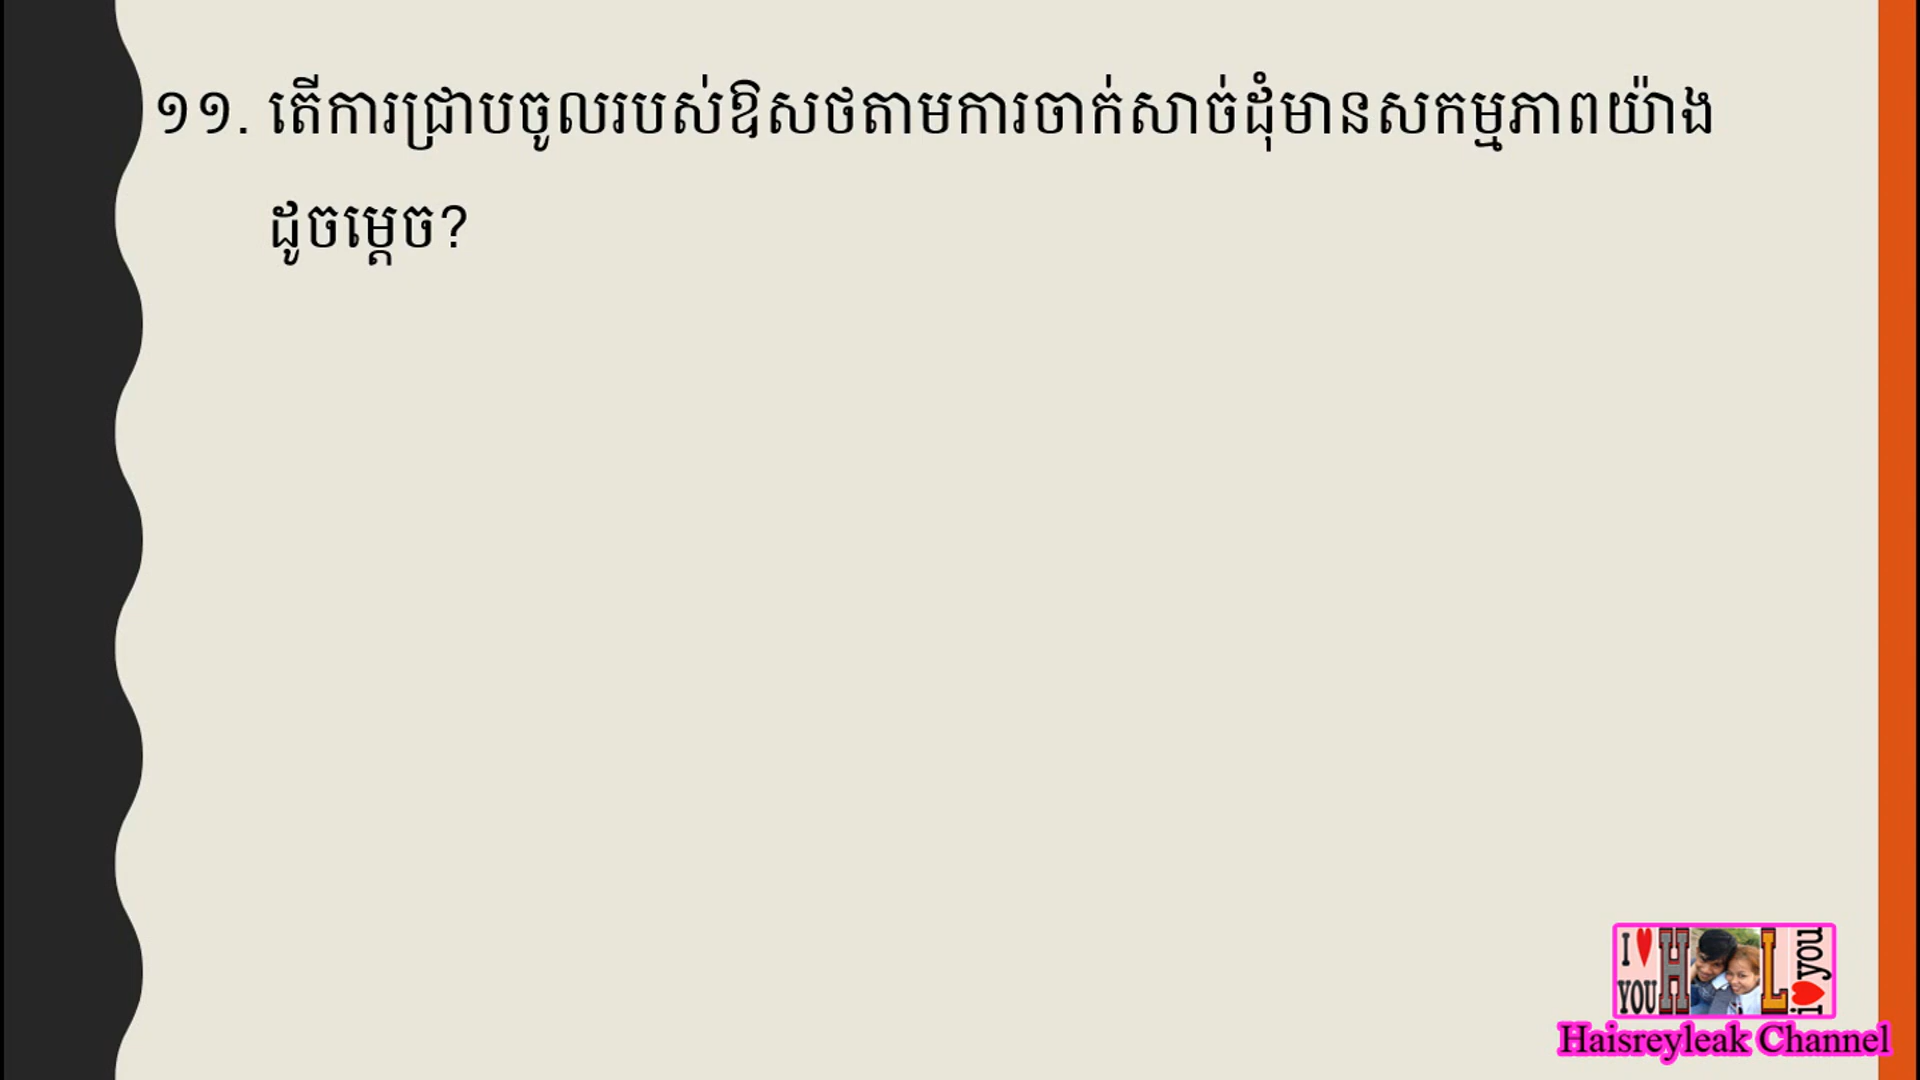 ១១. តើការជ្រាបចូលរបស់ឱសថតាមការចាក់សាច់ដុំមានសកម្មភាពយ៉ាង
ដូចម្ដេច?
I ♥ YOU H L i ♥ you
Haisreyleak Channel